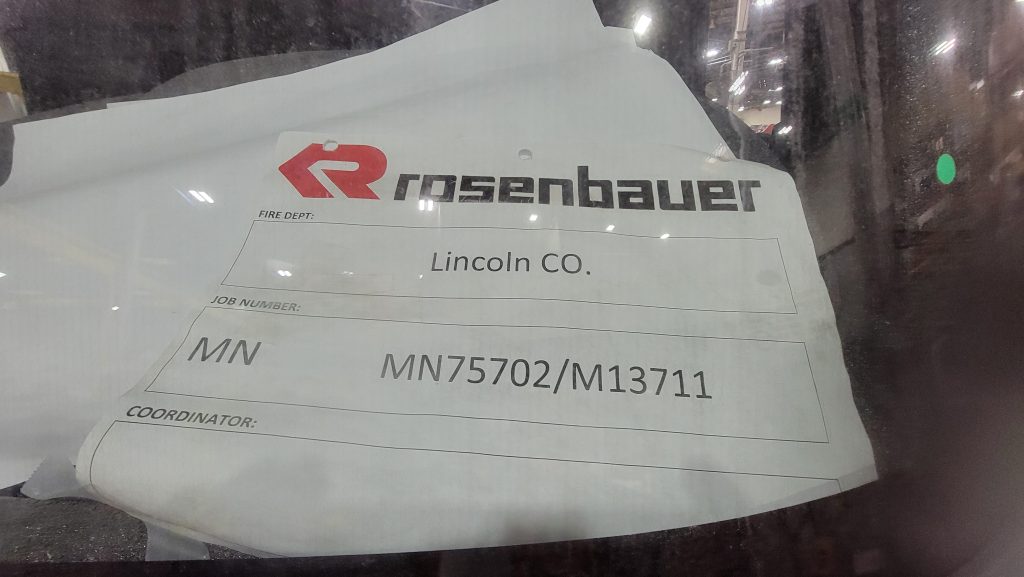 rosenbauer
FIRE DEPT:
Lincoln CO.
JOB NUMBER:
MN MN75702/M13711
COORDINATOR: